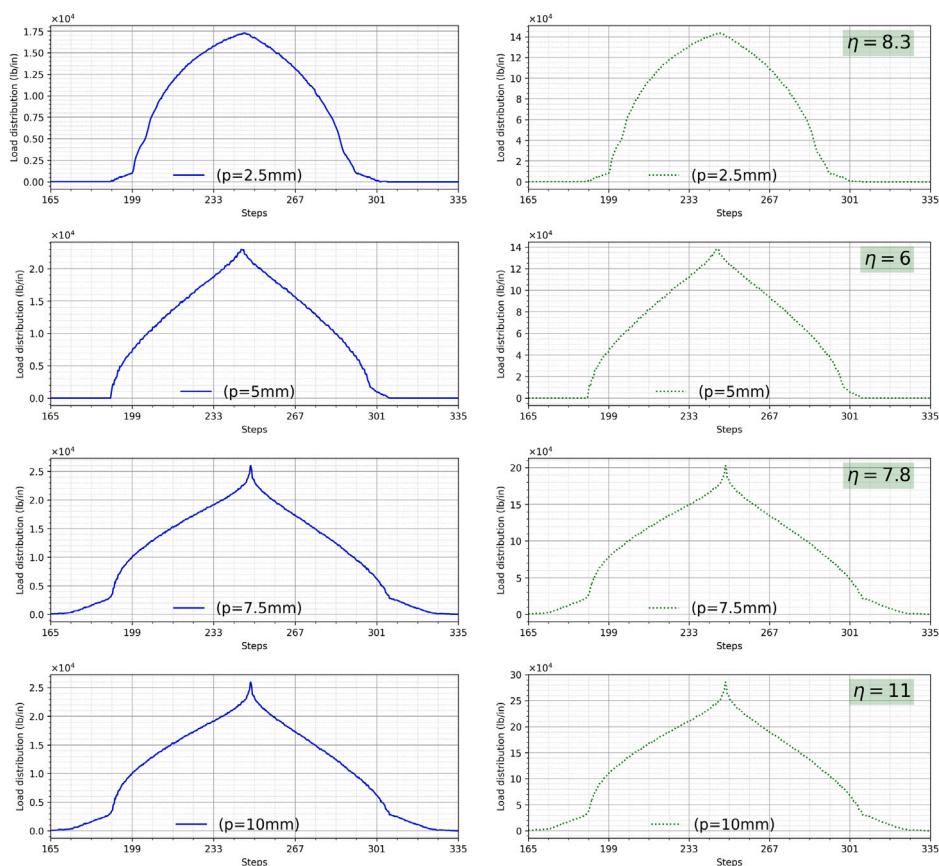 ×10⁴
1.75
1.50
1.25
1.00
0.75
0.50
0.25
0.00
Load distribution (lb/in)
(p=2.5mm)
165 199 233 267 301 335
Steps
×10⁴
14
12
10
8
6
4
2
0
Load distribution (lb/in)
η = 8.3
(p=2.5mm)
165 199 233 267 301 335
Steps
×10⁴
2.0
1.5
1.0
0.5
0.0
Load distribution (lb/in)
(p=5mm)
165 199 233 267 301 335
Steps
×10⁴
14
12
10
8
6
4
2
0
Load distribution (lb/in)
η = 6
(p=5mm)
165 199 233 267 301 335
Steps
×10⁴
2.5
2.0
1.5
1.0
0.5
0.0
Load distribution (lb/in)
(p=7.5mm)
165 199 233 267 301 335
Steps
×10⁴
20
15
10
5
0
Load distribution (lb/in)
η = 7.8
(p=7.5mm)
165 199 233 267 301 335
Steps
×10⁴
2.5
2.0
1.5
1.0
0.5
0.0
Load distribution (lb/in)
(p=10mm)
165 199 233 267 301 335
Steps
×10⁴
30
25
20
15
10
5
0
Load distribution (lb/in)
η = 11
(p=10mm)
165 199 233 267 301 335
Steps